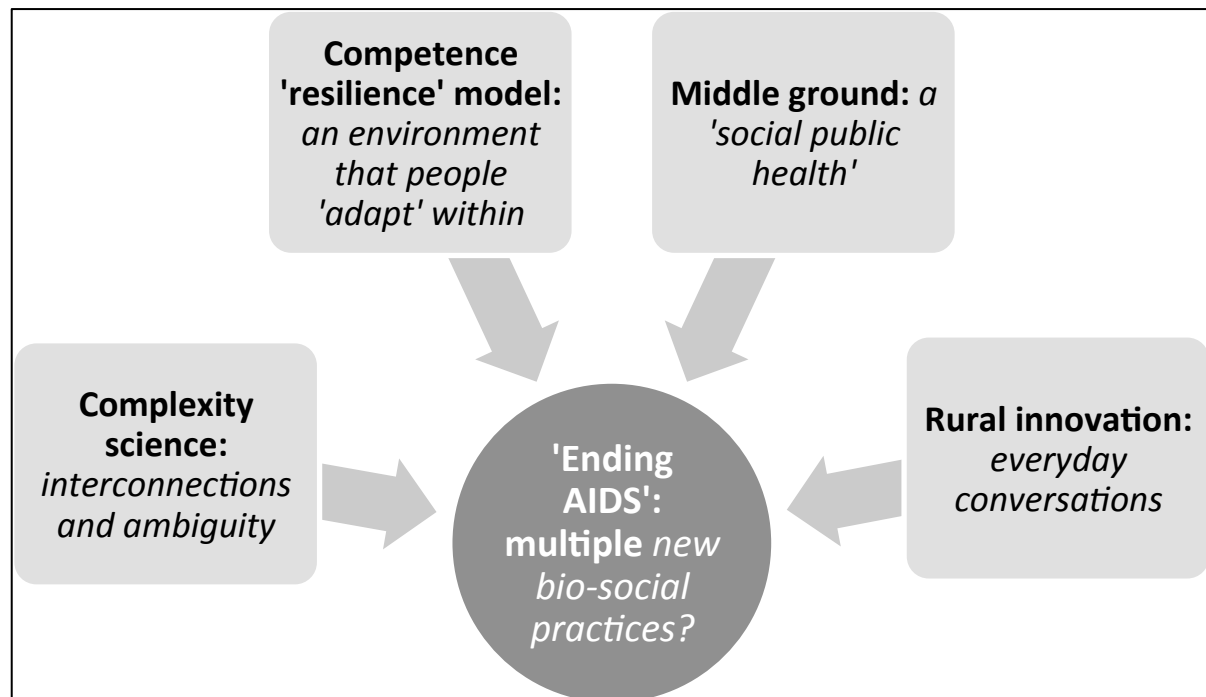 Competence
'resilience' model:
an environment
that people
'adapt' within
Middle ground: a
'social public
health'
Complexity
science:
interconnections
and ambiguity
Rural innovation:
everyday
conversations
'Ending
AIDS':
multiple new
bio-social
practices?